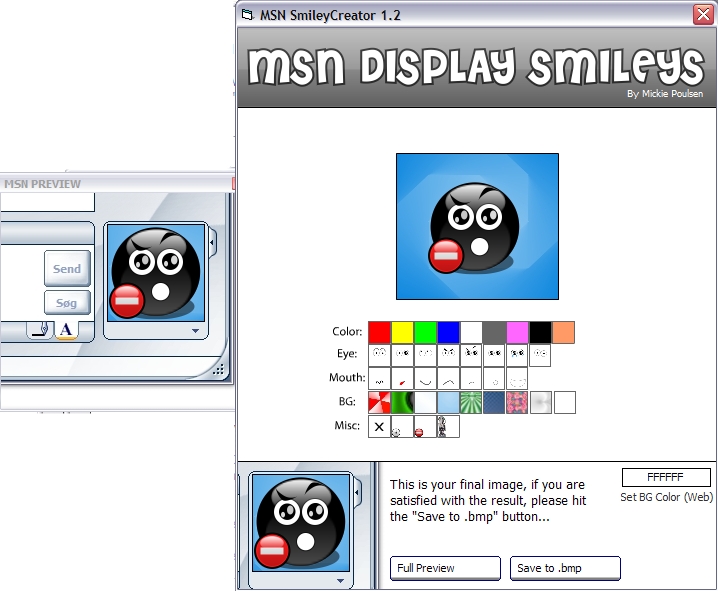 MSN SmileyCreator 1.2
msn Display smileys
By Mickie Poulsen
MSN PREVIEW
Send
Søg
A
Color:
Eye:
Mouth:
BG:
Misc:
This is your final image, if you are
satisfied with the result, please hit
the "Save to .bmp" button...
FFFFFF
Set BG Color (Web)
Full Preview
Save to .bmp